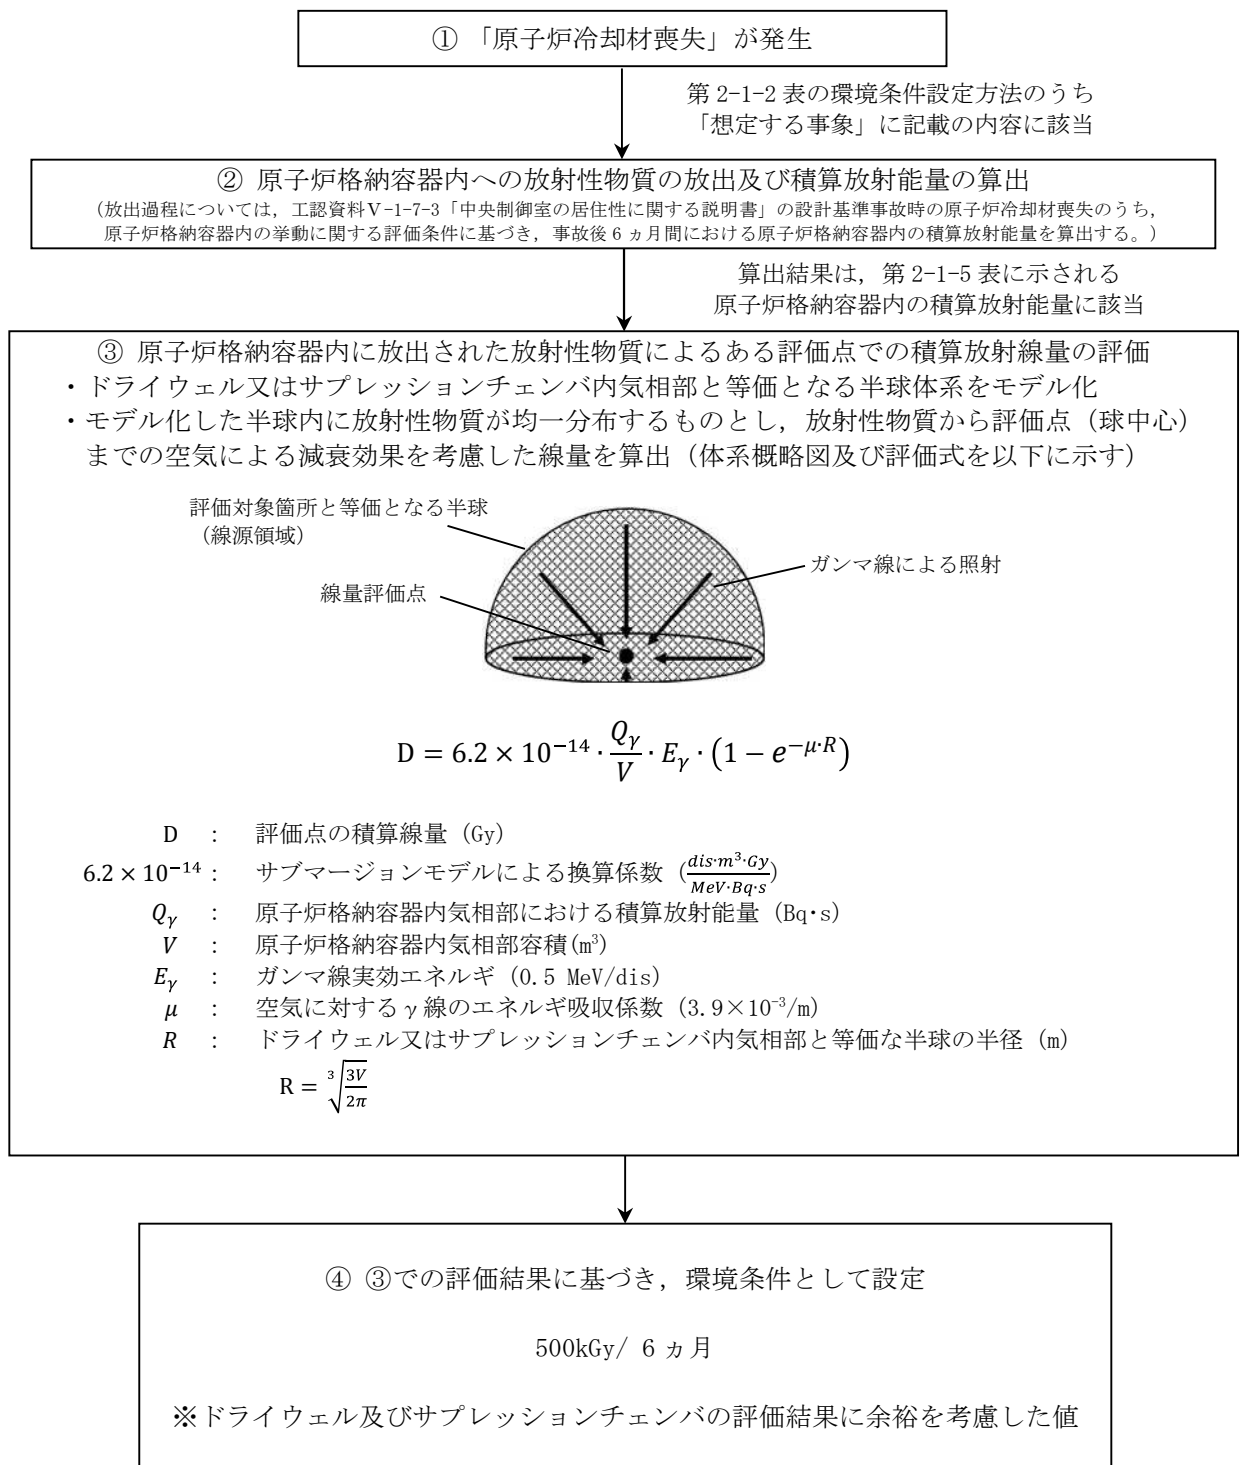 ① 「原子炉冷却材喪失」が発生
第 2-1-2 表の環境条件設定方法のうち
「想定する事象」に記載の内容に該当
② 原子炉格納容器内への放射性物質の放出及び積算放射能量の算出
（放出過程については，工認資料Ⅴ-1-7-3「中央制御室の居住性に関する説明書」の設計基準事故時の原子炉冷却材喪失のうち，
原子炉格納容器内の挙動に関する評価条件に基づき，事故後 6 ヵ月間における原子炉格納容器内の積算放射能量を算出する。）
算出結果は，第 2-1-5 表に示される
原子炉格納容器内の積算放射能量に該当
③ 原子炉格納容器内に放出された放射性物質によるある評価点での積算放射線量の評価
・ドライウェル又はサプレッションチェンバ内気相部と等価となる半球体系をモデル化
・モデル化した半球内に放射性物質が均一分布するものとし，放射性物質から評価点（球中心）
までの空気による減衰効果を考慮した線量を算出（体系概略図及び評価式を以下に示す）
評価対象箇所と等価となる半球
（線源領域）
ガンマ線による照射
線量評価点
D = 6.2 × 10⁻¹⁴ · Qγ/V · Eγ · (1 − e^{−μ·R})
D : 評価点の積算線量（Gy）
6.2 × 10⁻¹⁴ : サブマージョンモデルによる換算係数（dis·m³·Gy/MeV·Bq·s）
Qγ : 原子炉格納容器内気相部における積算放射能量（Bq・s）
V : 原子炉格納容器内気相部容積(m³)
Eγ : ガンマ線実効エネルギ（0.5 MeV/dis）
μ : 空気に対するγ線のエネルギ吸収係数（3.9×10⁻³/m）
R : ドライウェル又はサプレッションチェンバ内気相部と等価な半球の半径（m）
R = ∛(3V/2π)
④ ③での評価結果に基づき，環境条件として設定
500kGy/ 6 ヵ月
※ドライウェル及びサプレッションチェンバの評価結果に余裕を考慮した値